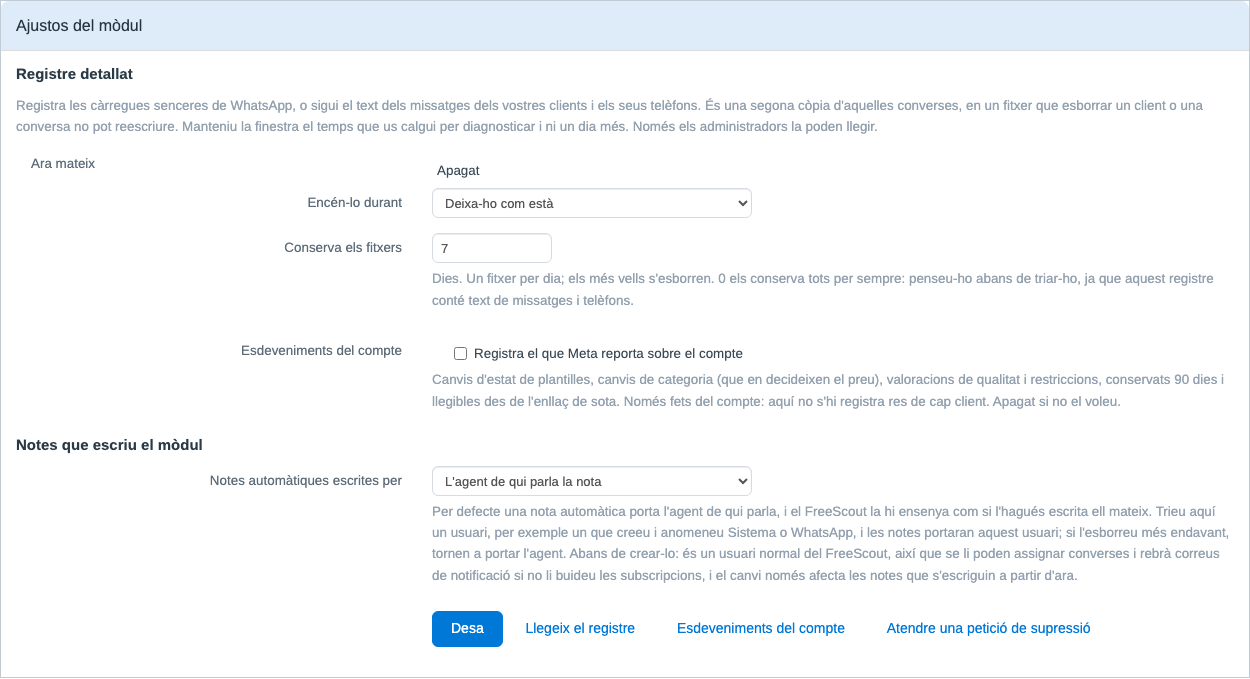 Ajustos del mòdul
Registre detallat
Registra les càrregues senceres de WhatsApp, o sigui el text dels missatges dels vostres clients i els seus telèfons. És una segona còpia d'aquelles converses, en un fitxer que esborrar un client o una
conversa no pot reescriure. Manteniu la finestra el temps que us calgui per diagnosticar i ni un dia més. Només els administradors la poden llegir.
Ara mateix
Apagat
Encén-lo durant
Deixa-ho com està
Conserva els fitxers
7
Dies. Un fitxer per dia; els més vells s'esborren. 0 els conserva tots per sempre: penseu-ho abans de triar-ho, ja que aquest registre
conté text de missatges i telèfons.
Esdeveniments del compte
Registra el que Meta reporta sobre el compte
Canvis d'estat de plantilles, canvis de categoria (que en decideixen el preu), valoracions de qualitat i restriccions, conservats 90 dies i
llegibles des de l'enllaç de sota. Només fets del compte: aquí no s'hi registra res de cap client. Apagat si no el voleu.
Notes que escriu el mòdul
Notes automàtiques escrites per
L'agent de qui parla la nota
Per defecte una nota automàtica porta l'agent de qui parla, i el FreeScout la hi ensenya com si l'hagués escrita ell mateix. Trieu aquí
un usuari, per exemple un que creeu i anomeneu Sistema o WhatsApp, i les notes portaran aquest usuari; si l'esborreu més endavant,
tornen a portar l'agent. Abans de crear-lo: és un usuari normal del FreeScout, així que se li poden assignar converses i rebrà correus
de notificació si no li buideu les subscripcions, i el canvi només afecta les notes que s'escriguin a partir d'ara.
Desa
Llegeix el registre
Esdeveniments del compte
Atendre una petició de supressió